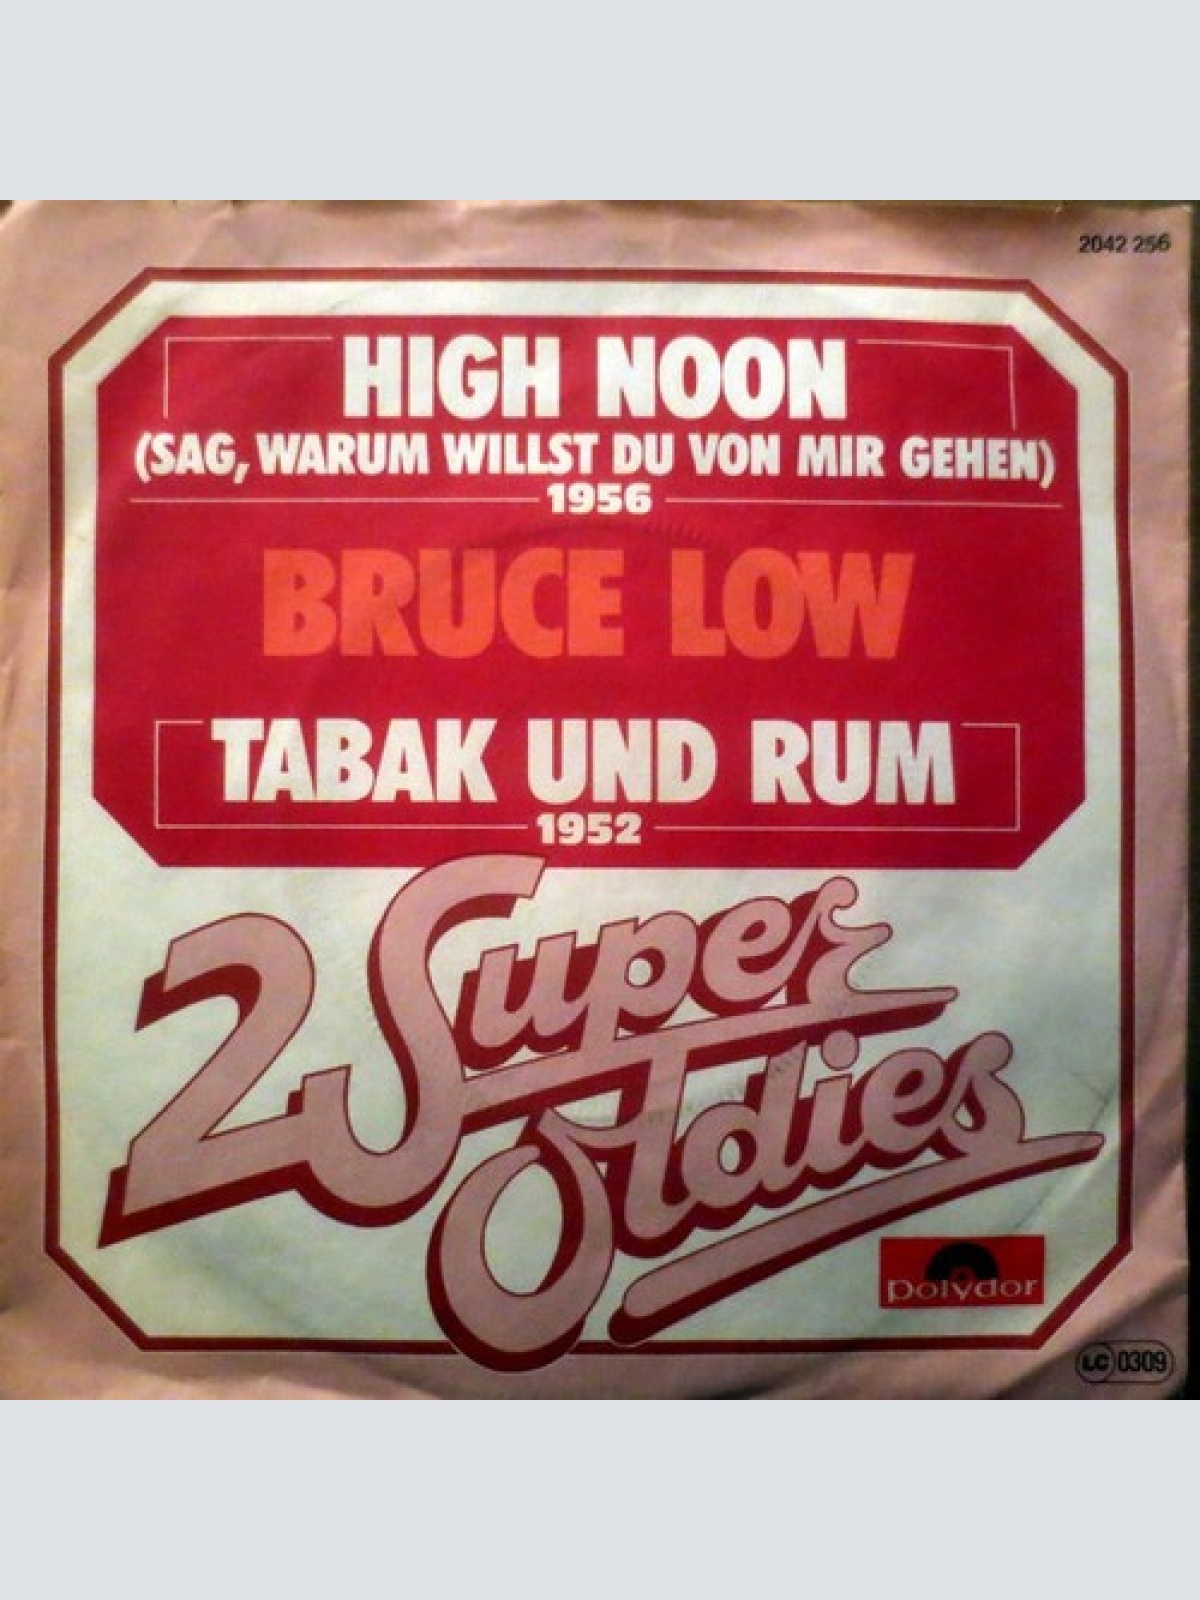 2042 256
HIGH NOON
(SAG, WARUM WILLST DU VON MIR GEHEN)
1956
BRUCE LOW
TABAK UND RUM
1952
2 Super
Oldies
polydor
LC 0309